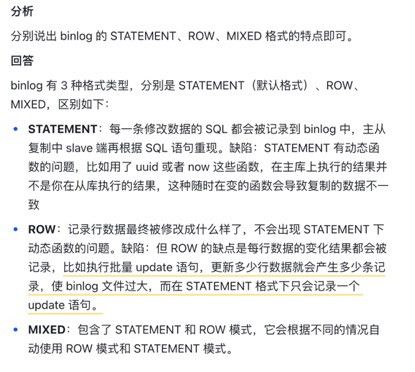 分析
分别说出 binlog 的 STATEMENT、ROW、MIXED 格式的特点即可。
回答
binlog 有 3 种格式类型，分别是 STATEMENT（默认格式）、ROW、
MIXED，区别如下：
• STATEMENT：每一条修改数据的 SQL 都会被记录到 binlog 中，主从
复制中 slave 端再根据 SQL 语句重现。缺陷：STATEMENT 有动态函
数的问题，比如用了 uuid 或者 now 这些函数，在主库上执行的结果并
不是你在从库执行的结果，这种随时在变的函数会导致复制的数据不一
致
• ROW：记录行数据最终被修改成什么样了，不会出现 STATEMENT 下
动态函数的问题。缺陷：但 ROW 的缺点是每行数据的变化结果都会被
记录，比如执行批量 update 语句，更新多少行数据就会产生多少条记
录，使 binlog 文件过大，而在 STATEMENT 格式下只会记录一个
update 语句。
• MIXED：包含了 STATEMENT 和 ROW 模式，它会根据不同的情况自
动使用 ROW 模式和 STATEMENT 模式。